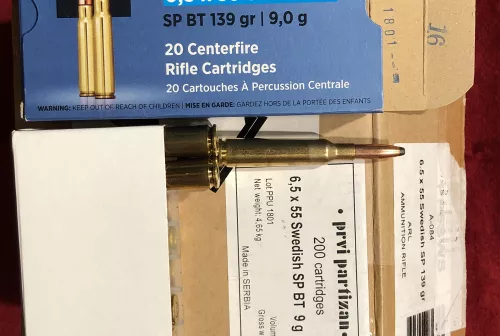 SP BT 139 gr | 9,0 g
20 Centerfire
Rifle Cartridges
20 Cartouches À Percussion Centrale
WARNING: KEEP OUT OF REACH OF CHILDREN | MISE EN GARDE: GARDEZ HORS DE LA PORTÉE DES ENFANTS
1801
16
• prvi partizan •
200 cartridges
6,5 x 55 Swedish SP BT 9 g
Lot PPU 1801
Net weight: 4,65 kg
Made in SERBIA
A-084
6.5 x 55 Swedish SP 139 gr
ARL
AMMUNITION RIFLE